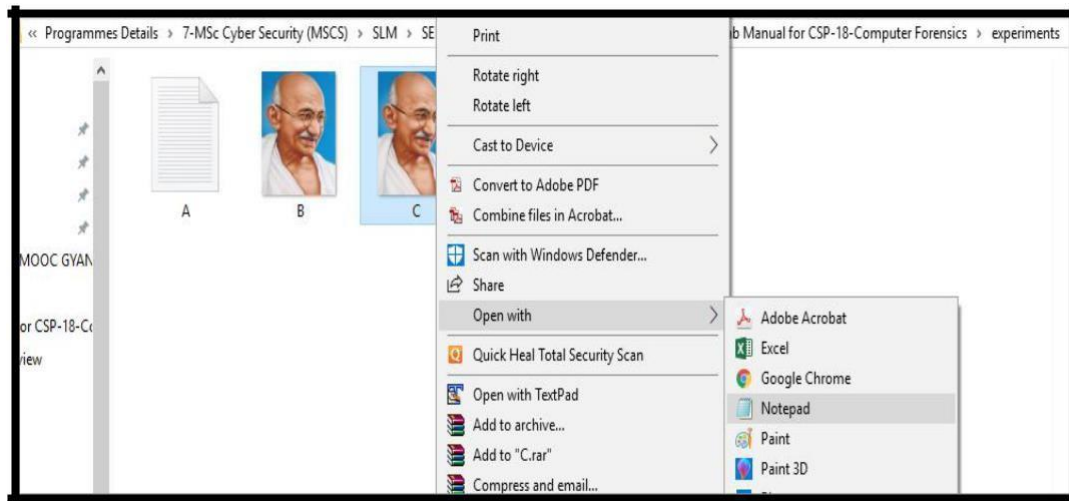 « Programmes Details > 7-MSc Cyber Security (MSCS) > SLM > SE
b Manual for CSP-18-Computer Forensics > experiments
A
B
C
MOOC GYAN
or CSP-18-Co
view
Print
Rotate right
Rotate left
Cast to Device
Convert to Adobe PDF
Combine files in Acrobat...
Scan with Windows Defender...
Share
Open with
Quick Heal Total Security Scan
Open with TextPad
Add to archive...
Add to "C.rar"
Compress and email...
Adobe Acrobat
Excel
Google Chrome
Notepad
Paint
Paint 3D